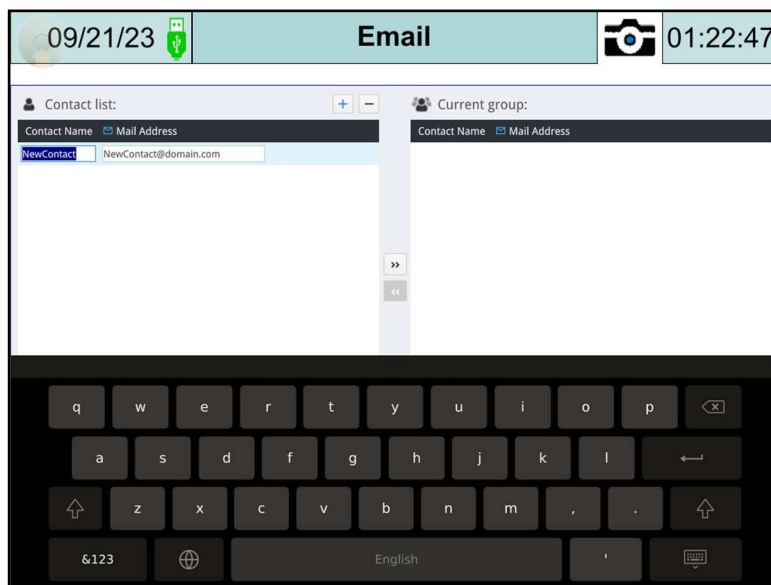 09/21/23 Email 01:22:47
Contact list: + − Current group:
Contact Name Mail Address Contact Name Mail Address
NewContact NewContact@domain.com
>>
<<
q w e r t y u i o p
a s d f g h j k l
z x c v b n m , .
&123 English '